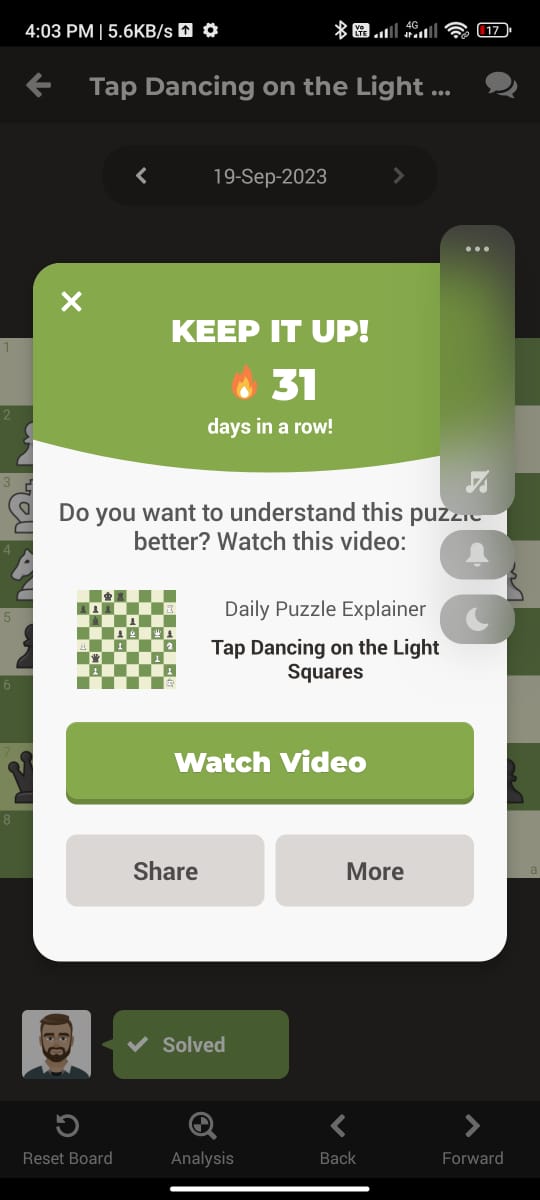 4:03 PM | 5.6KB/s
Vo LTE
4G
17
Tap Dancing on the Light ...
19-Sep-2023
KEEP IT UP!
31
days in a row!
Do you want to understand this puzzle
better? Watch this video:
Daily Puzzle Explainer
Tap Dancing on the Light
Squares
Watch Video
Share
More
1
2
3
4
5
6
7
8
a
Solved
Reset Board
Analysis
Back
Forward